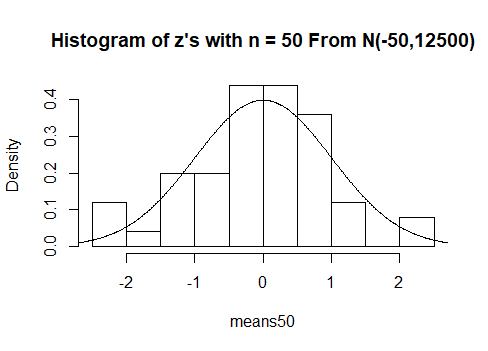 Histogram of z's with n = 50 From N(-50,12500)
Density
0.0 0.1 0.2 0.3 0.4
-2 -1 0 1 2
means50